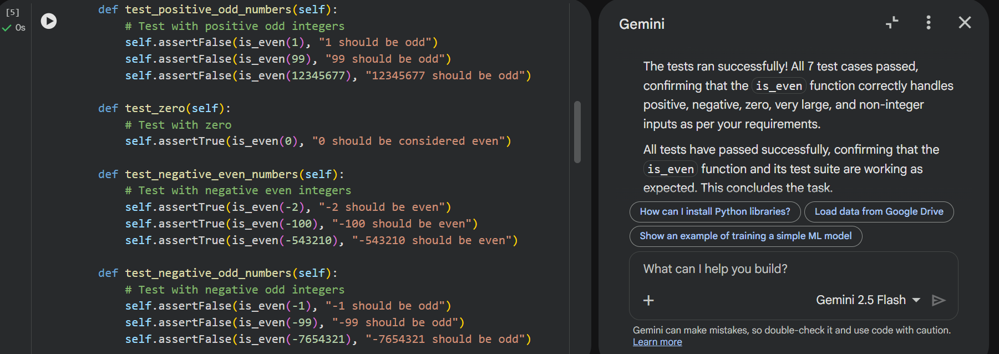 [5]
0s
def test_positive_odd_numbers(self):
# Test with positive odd integers
self.assertFalse(is_even(1), "1 should be odd")
self.assertFalse(is_even(99), "99 should be odd")
self.assertFalse(is_even(12345677), "12345677 should be odd")
def test_zero(self):
# Test with zero
self.assertTrue(is_even(0), "0 should be considered even")
def test_negative_even_numbers(self):
# Test with negative even integers
self.assertTrue(is_even(-2), "-2 should be even")
self.assertTrue(is_even(-100), "-100 should be even")
self.assertTrue(is_even(-543210), "-543210 should be even")
def test_negative_odd_numbers(self):
# Test with negative odd integers
self.assertFalse(is_even(-1), "-1 should be odd")
self.assertFalse(is_even(-99), "-99 should be odd")
self.assertFalse(is_even(-7654321), "-7654321 should be odd")
Gemini
The tests ran successfully! All 7 test cases passed,
confirming that the is_even function correctly handles
positive, negative, zero, very large, and non-integer
inputs as per your requirements.
All tests have passed successfully, confirming that the
is_even function and its test suite are working as
expected. This concludes the task.
How can I install Python libraries?
Load data from Google Drive
Show an example of training a simple ML model
What can I help you build?
Gemini 2.5 Flash
Gemini can make mistakes, so double-check it and use code with caution.
Learn more